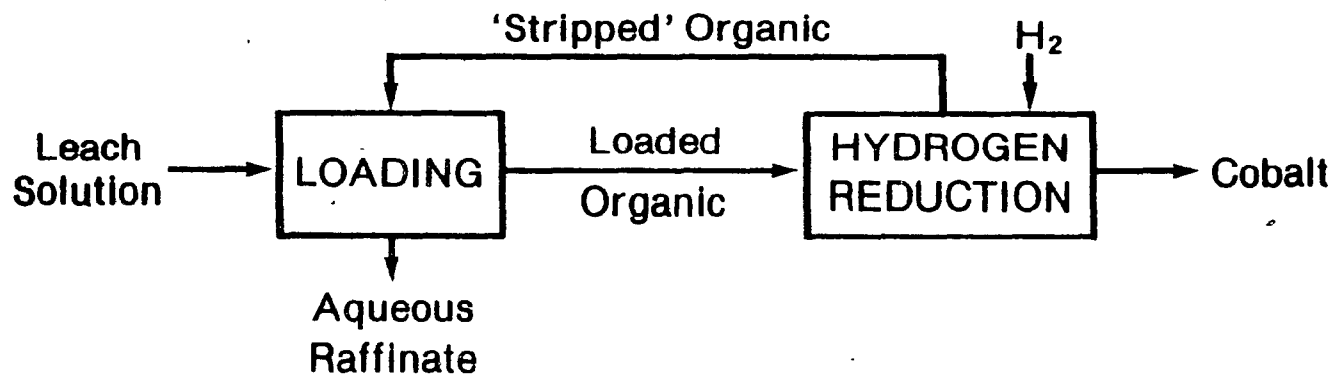 'Stripped' Organic
H₂
Leach
Solution
LOADING
Loaded
Organic
HYDROGEN
REDUCTION
Cobalt
Aqueous
Raffinate